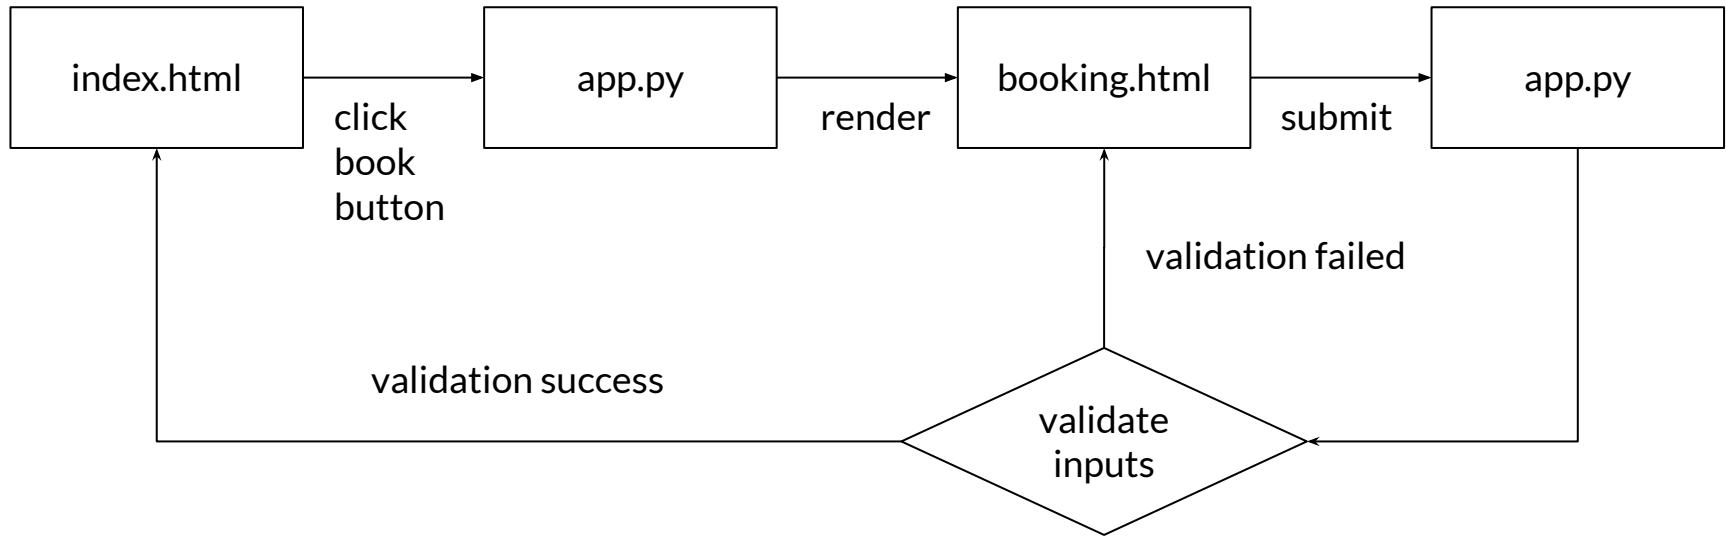 index.html
app.py
booking.html
app.py
click
book
button
render
submit
validation failed
validation success
validate
inputs